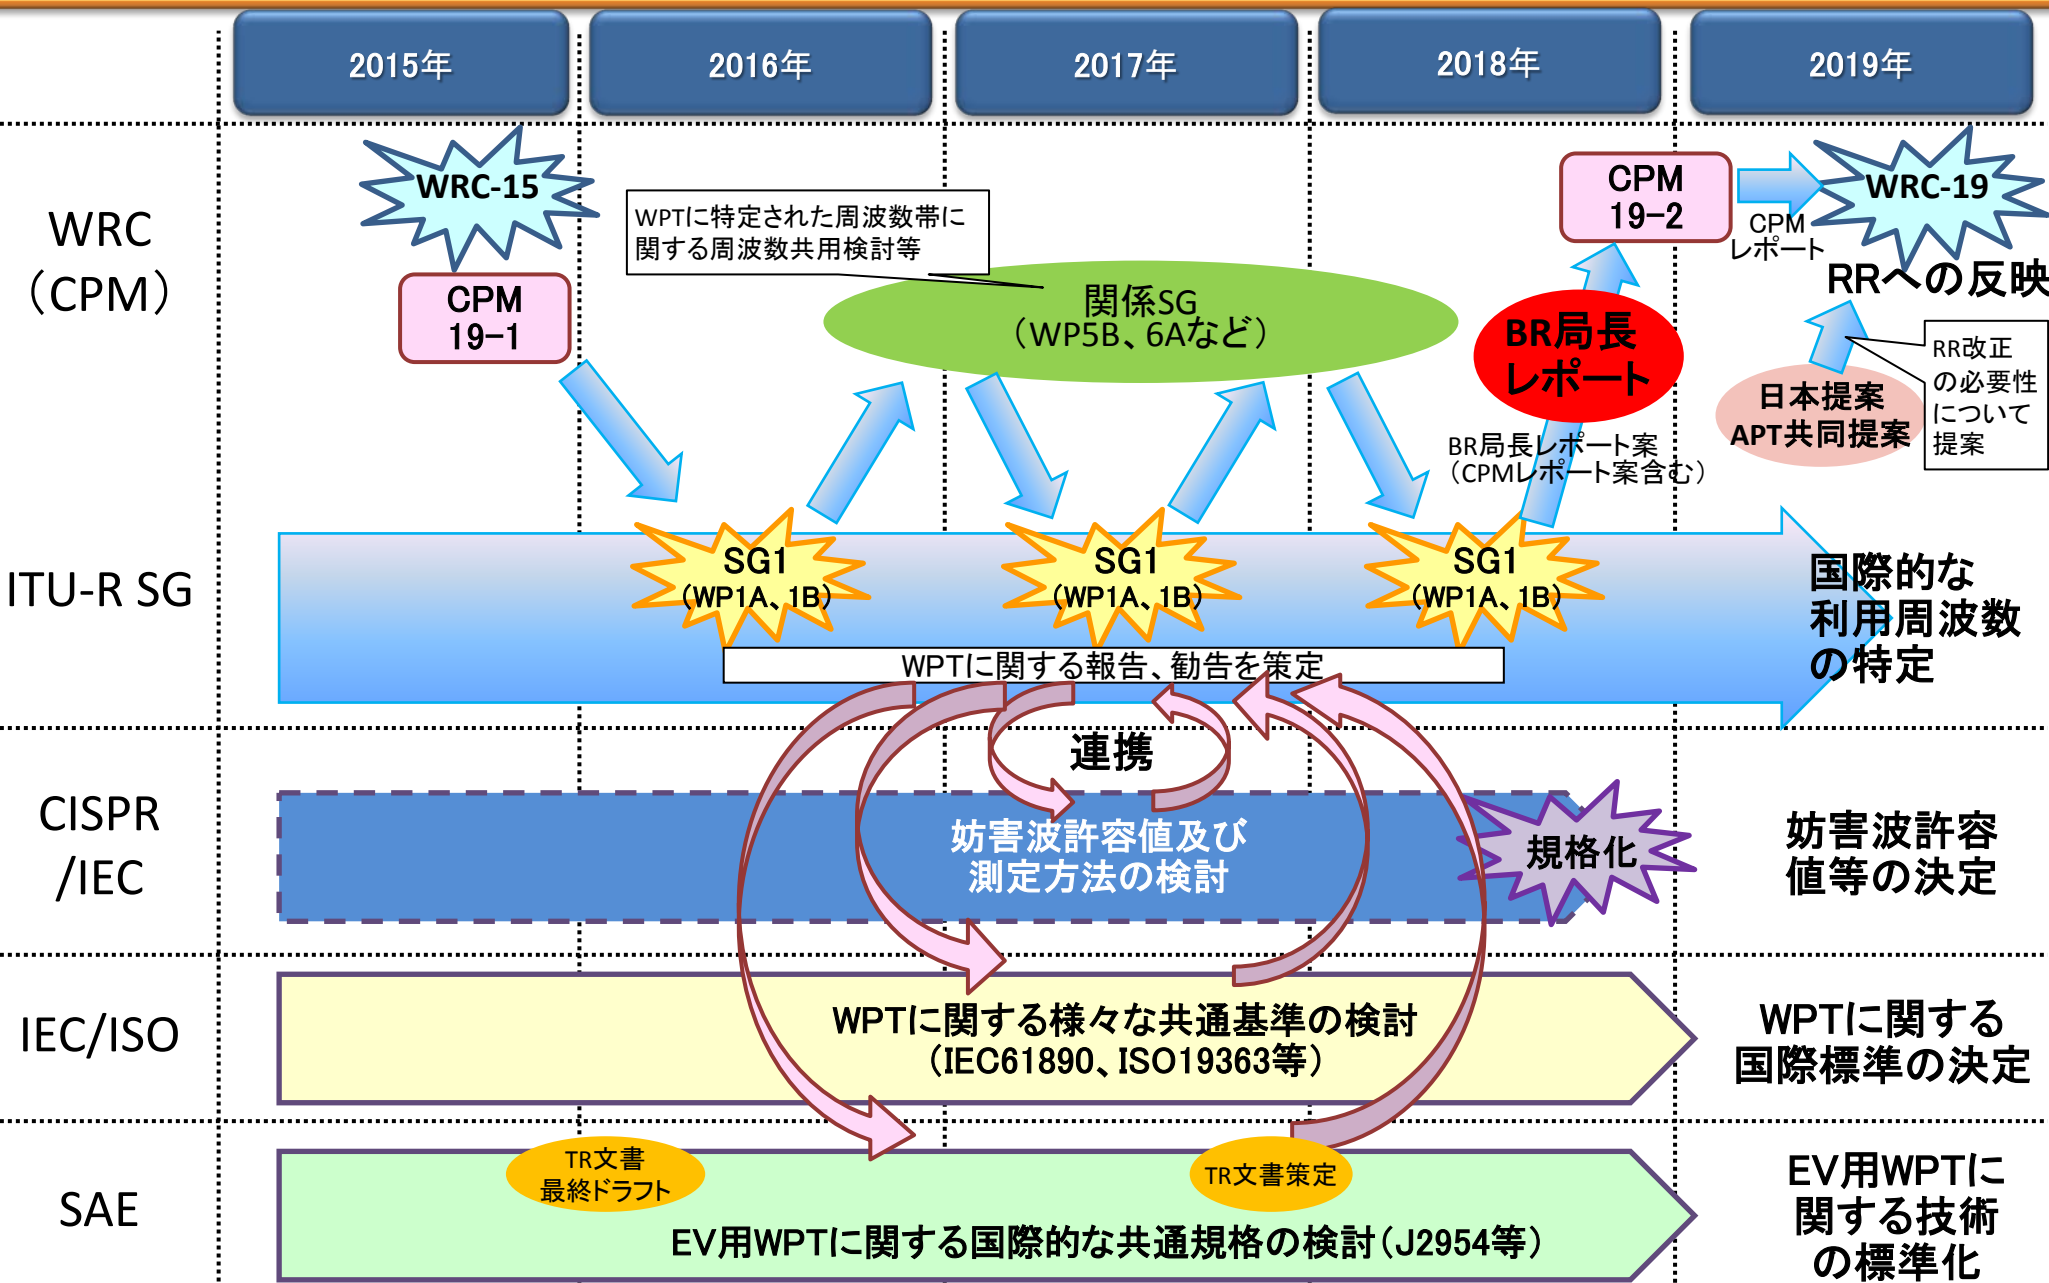 2015年
2016年
2017年
2018年
2019年
WRC
（CPM）
WRC-15
CPM
19-1
WPTに特定された周波数帯に
関する周波数共用検討等
関係SG
（WP5B、6Aなど）
CPM
19-2
CPM
レポート
WRC-19
RRへの反映
BR局長
レポート
BR局長レポート案
（CPMレポート案含む）
日本提案
APT共同提案
RR改正
の必要性
について
提案
ITU-R SG
SG1
(WP1A、1B)
SG1
(WP1A、1B)
SG1
(WP1A、1B)
WPTに関する報告、勧告を策定
国際的な
利用周波数
の特定
連携
CISPR
/IEC
妨害波許容値及び
測定方法の検討
規格化
妨害波許容
値等の決定
IEC/ISO
WPTに関する様々な共通基準の検討
（IEC61890、ISO19363等）
WPTに関する
国際標準の決定
SAE
TR文書
最終ドラフト
TR文書策定
EV用WPTに関する国際的な共通規格の検討（J2954等）
EV用WPTに
関する技術
の標準化